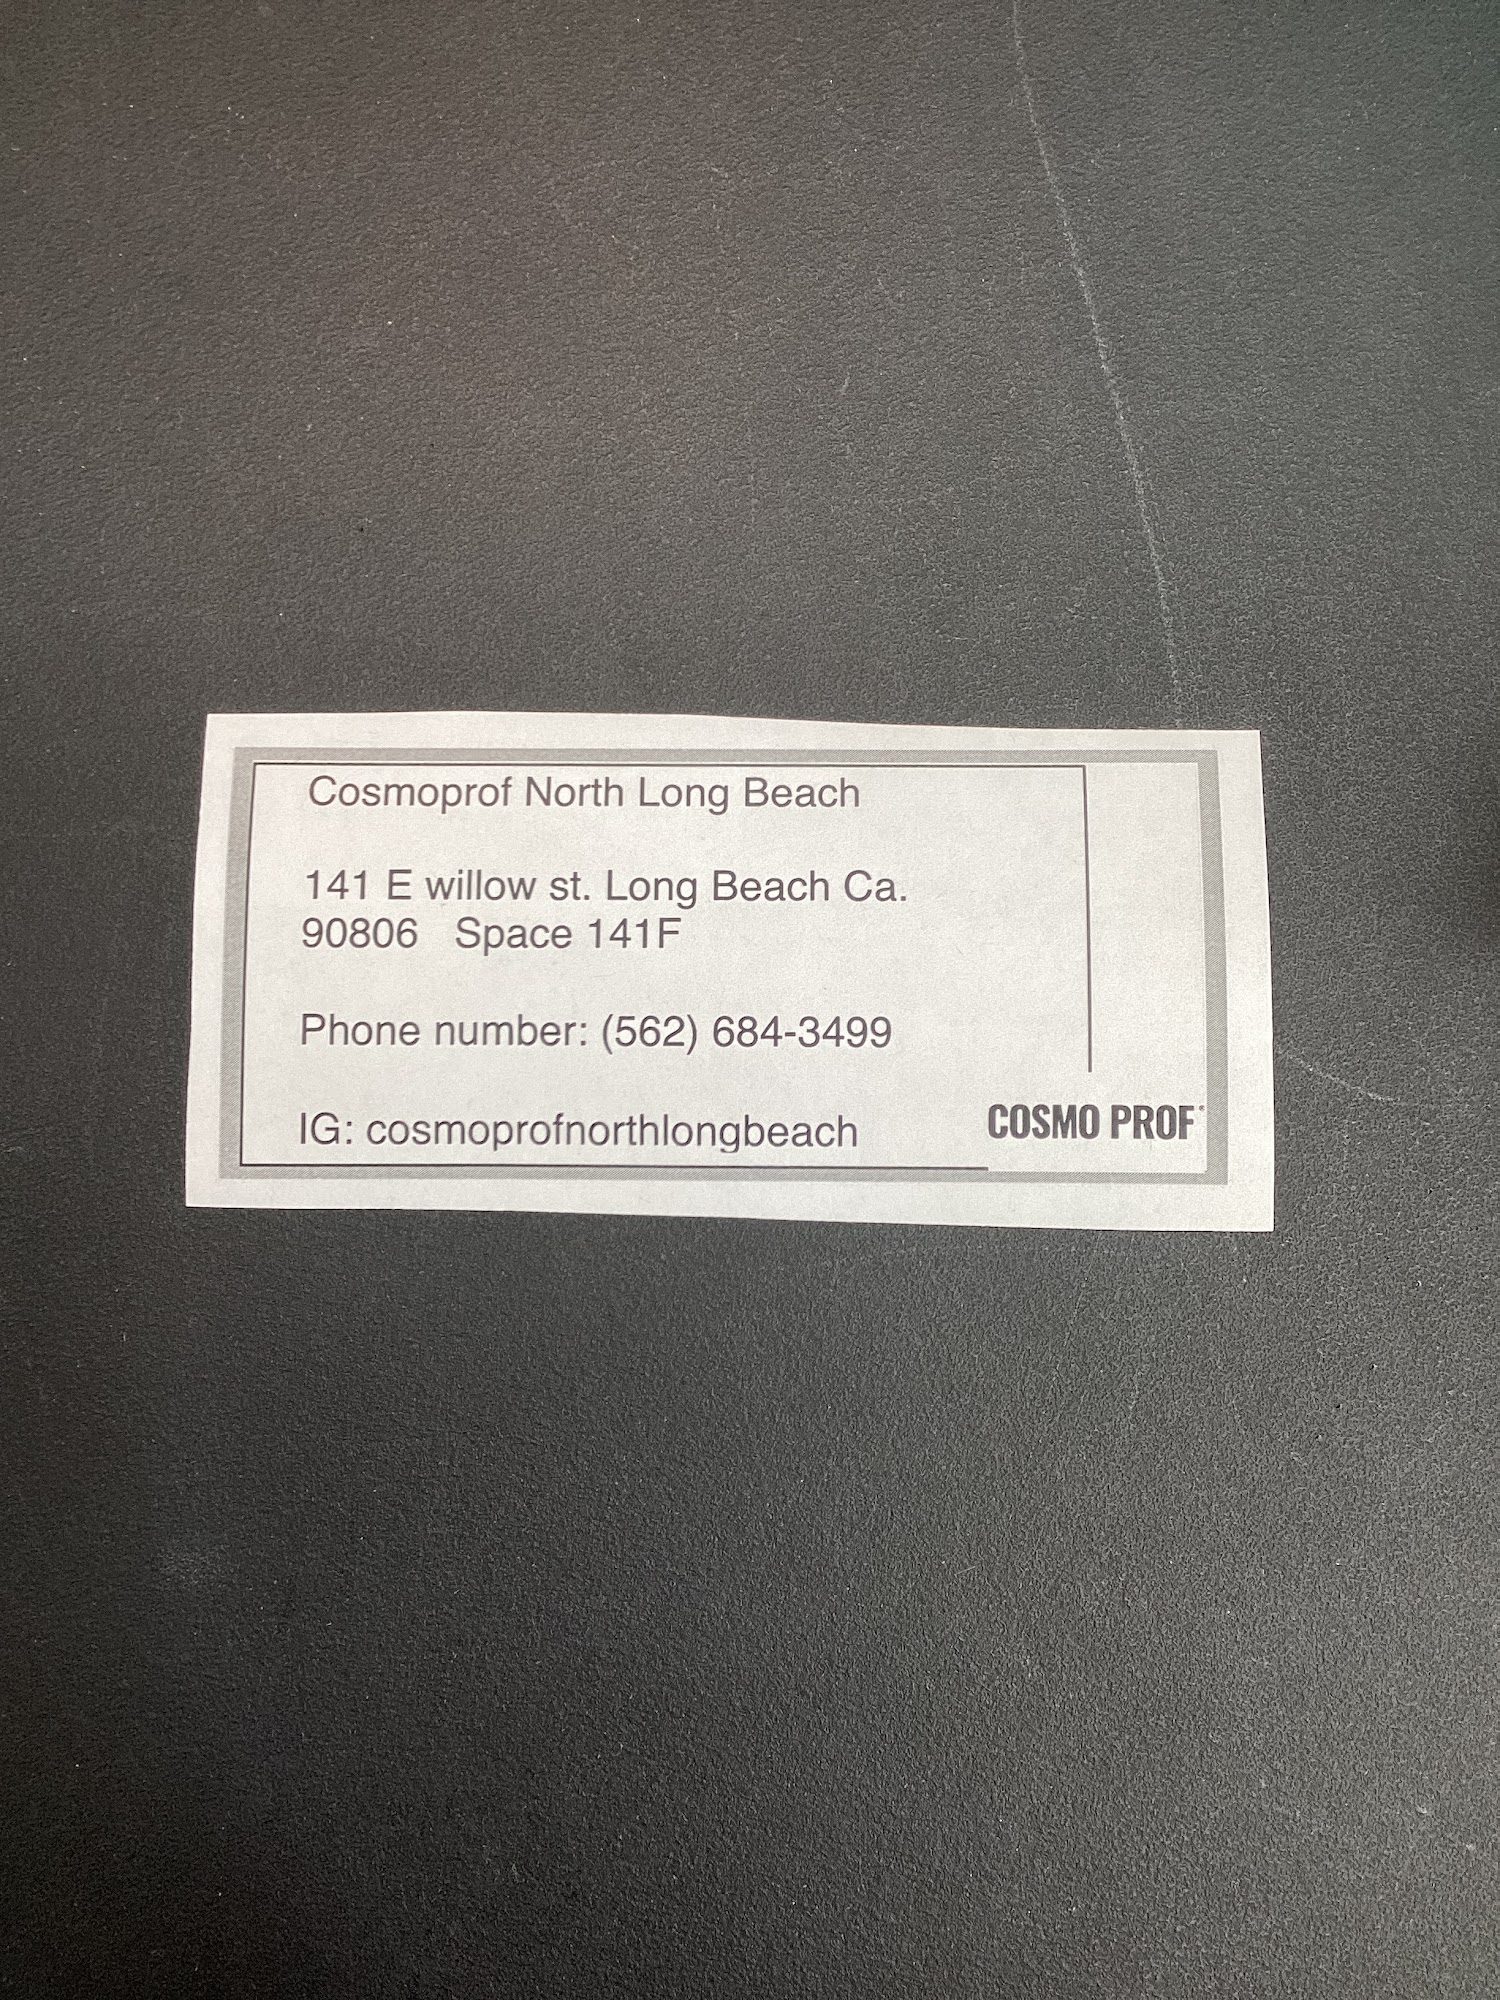 Cosmoprof North Long Beach
141 E willow st. Long Beach Ca.
90806 Space 141F
Phone number: (562) 684-3499
IG: cosmoprofnorthlongbeach
COSMO PROF